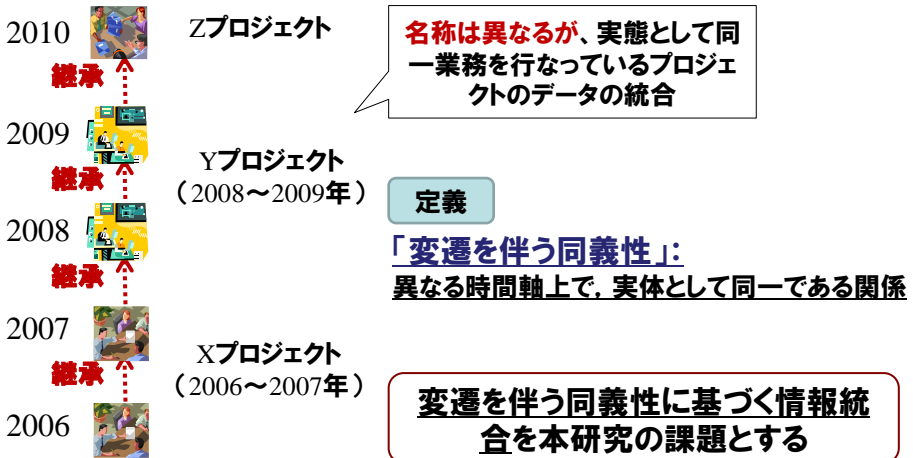 2010
Zプロジェクト
名称は異なるが、実態として同
一業務を行なっているプロジェ
クトのデータの統合
継承
2009
Yプロジェクト
（2008～2009年）
継承
定義
2008
「変遷を伴う同義性」:
異なる時間軸上で, 実体として同一である関係
継承
2007
Xプロジェクト
（2006～2007年）
継承
変遷を伴う同義性に基づく情報統
合を本研究の課題とする
2006